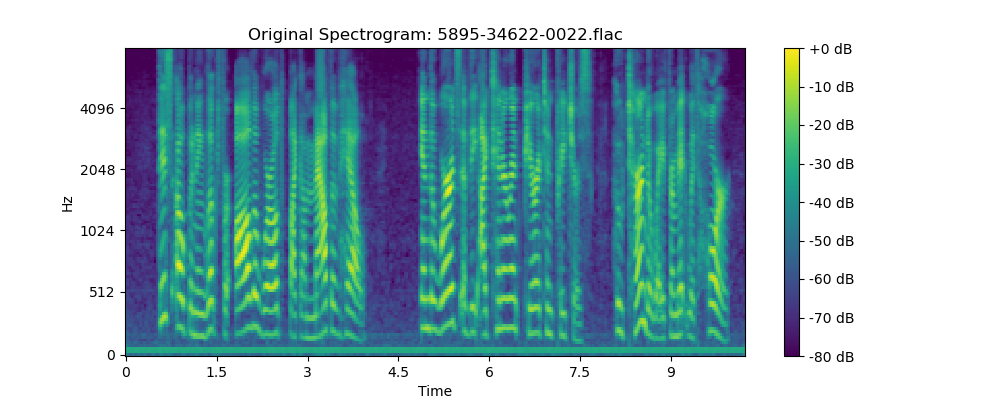 Original Spectrogram: 5895-34622-0022.flac
Hz
4096
2048
1024
512
0
0
1.5
3
4.5
6
7.5
9
Time
+0 dB
-10 dB
-20 dB
-30 dB
-40 dB
-50 dB
-60 dB
-70 dB
-80 dB